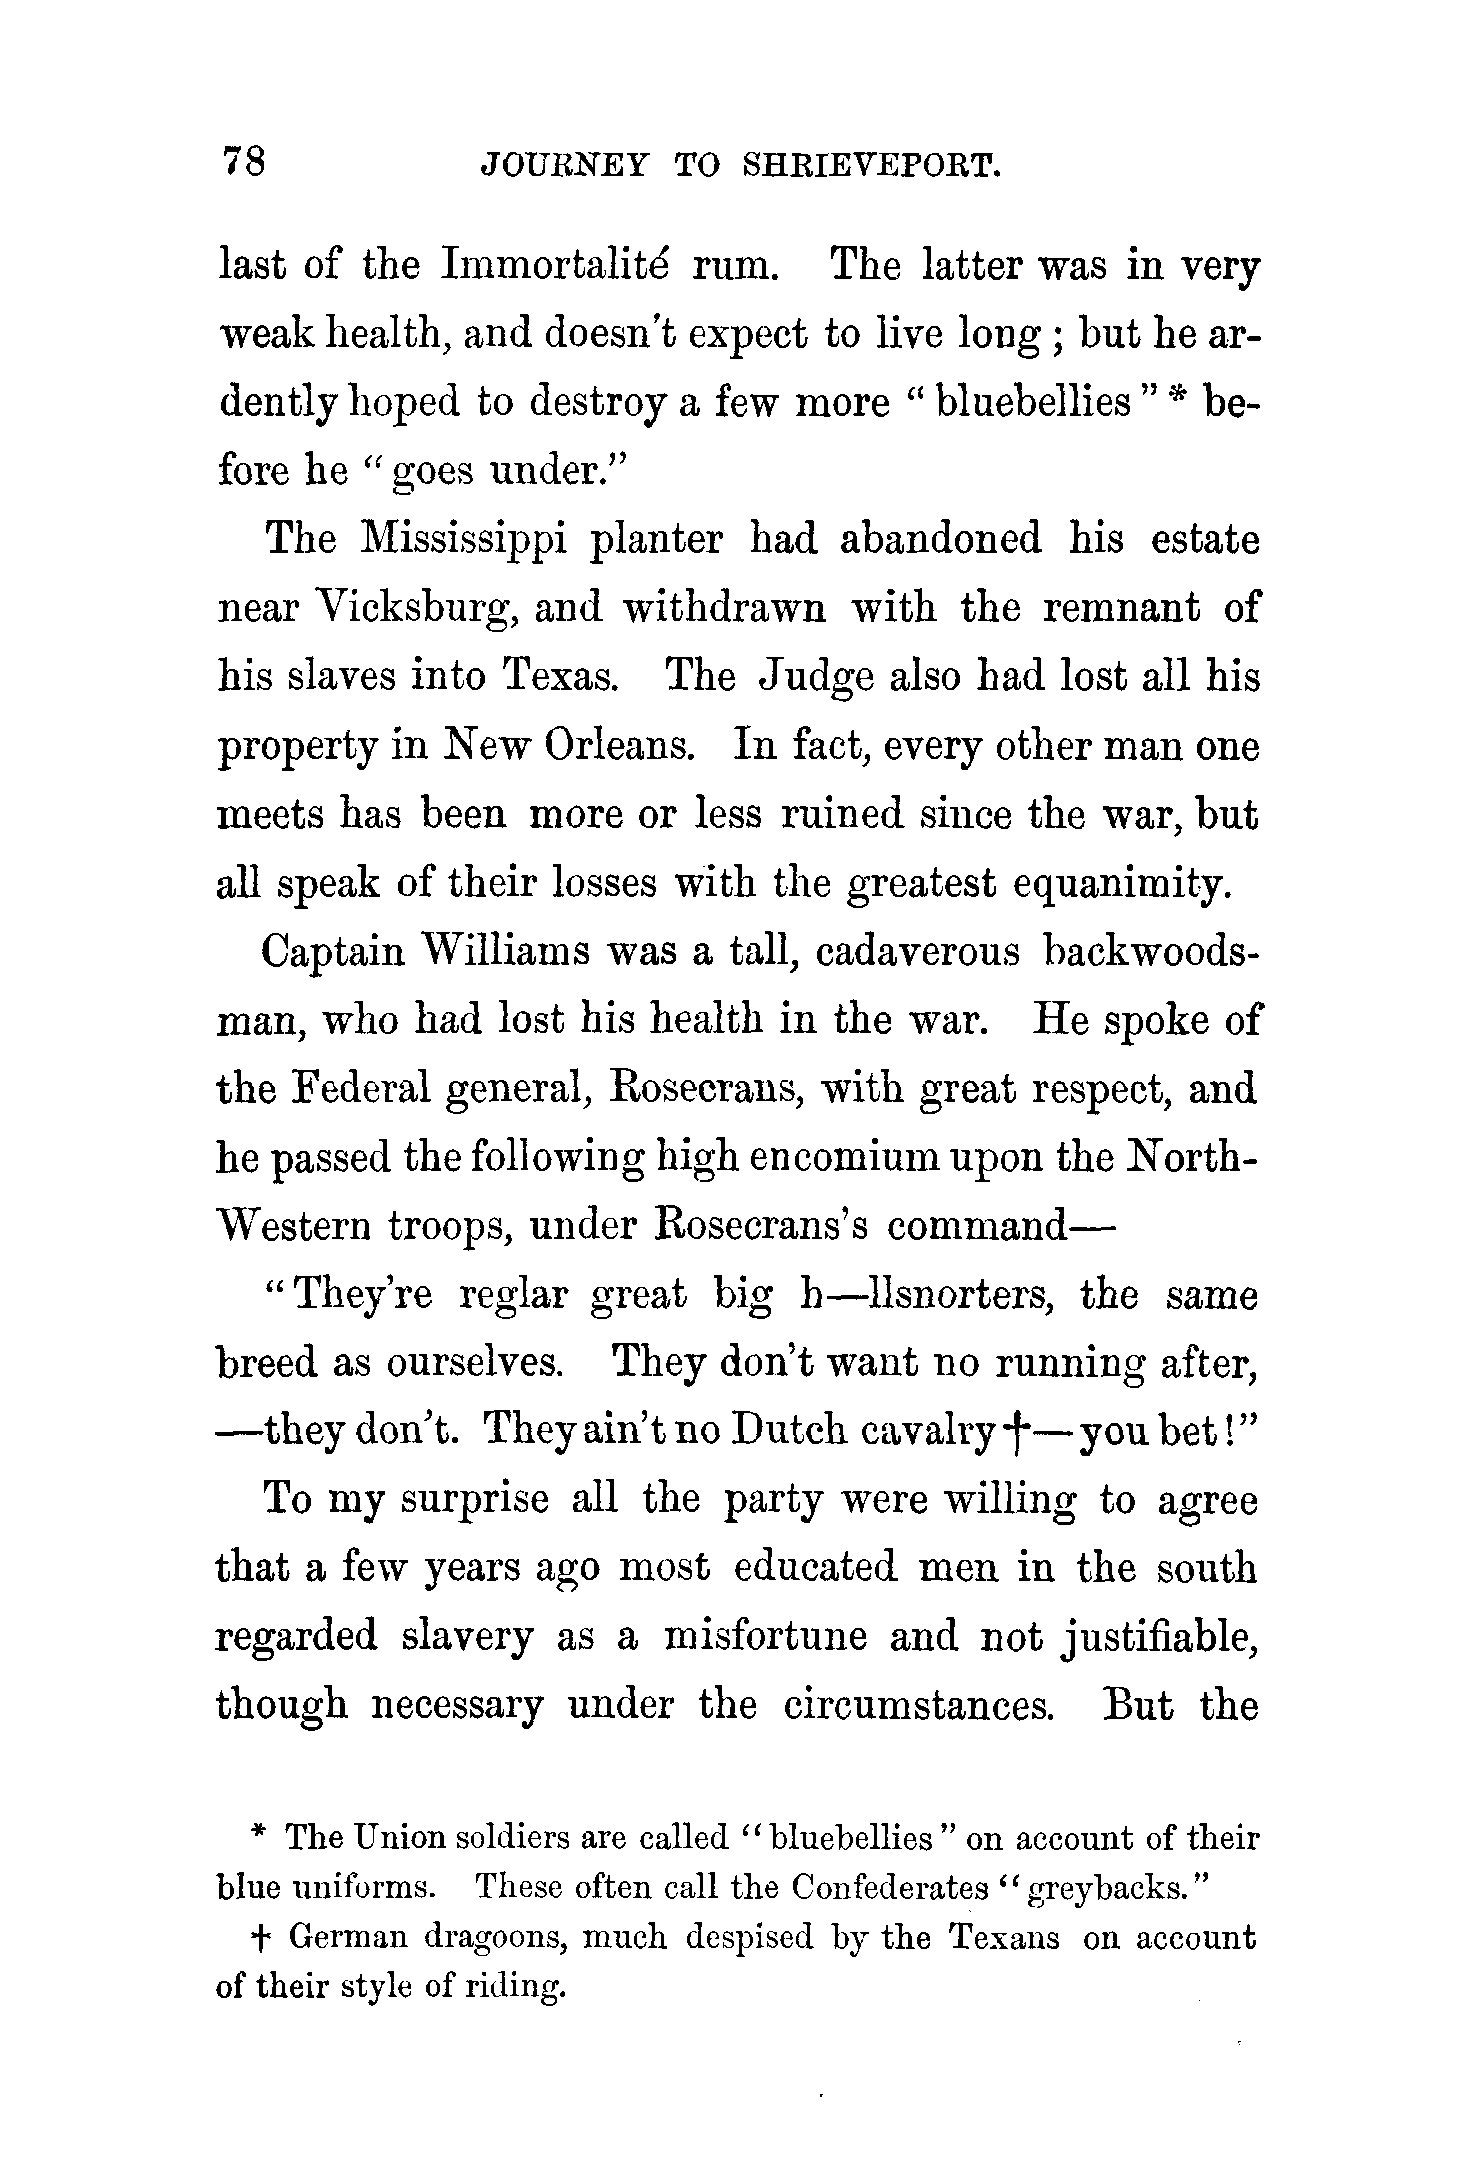 78 JOURNEY TO SHRIEVEPORT.
last of the Immortalité rum. The latter was in very
weak health, and doesn't expect to live long ; but he ar-
dently hoped to destroy a few more " bluebellies " * be-
fore he " goes under."
The Mississippi planter had abandoned his estate
near Vicksburg, and withdrawn with the remnant of
his slaves into Texas. The Judge also had lost all his
property in New Orleans. In fact, every other man one
meets has been more or less ruined since the war, but
all speak of their losses with the greatest equanimity.
Captain Williams was a tall, cadaverous backwoods-
man, who had lost his health in the war. He spoke of
the Federal general, Rosecrans, with great respect, and
he passed the following high encomium upon the North-
Western troops, under Rosecrans's command—
" They're reglar great big h—llsnorters, the same
breed as ourselves. They don't want no running after,
—they don't. They ain't no Dutch cavalry †—you bet !"
To my surprise all the party were willing to agree
that a few years ago most educated men in the south
regarded slavery as a misfortune and not justifiable,
though necessary under the circumstances. But the
* The Union soldiers are called " bluebellies " on account of their
blue uniforms. These often call the Confederates " greybacks."
† German dragoons, much despised by the Texans on account
of their style of riding.